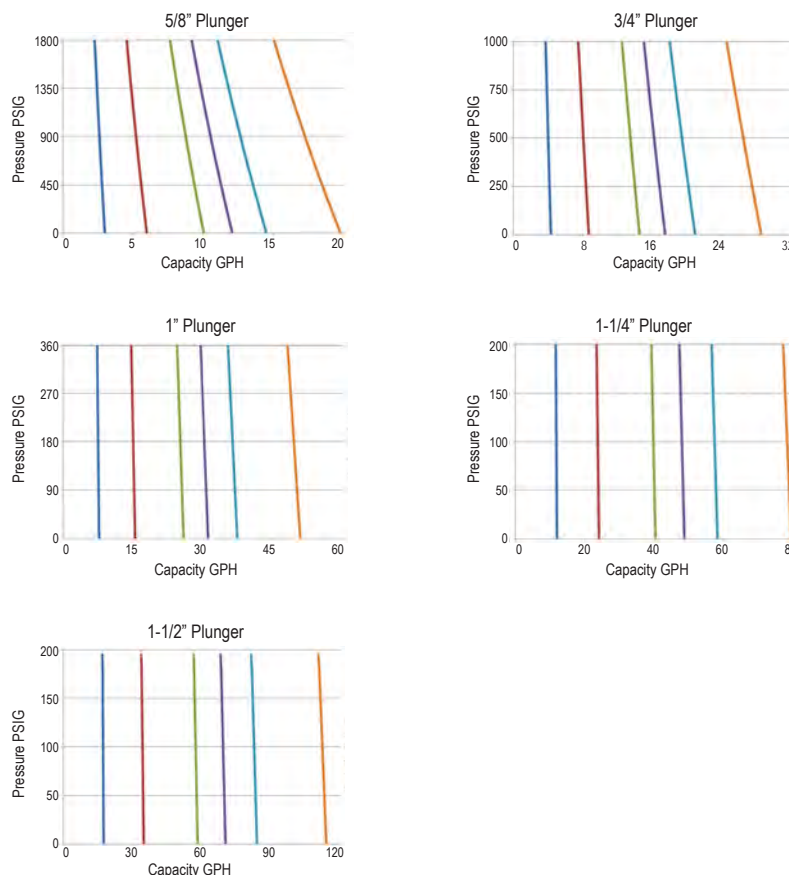 5/8” Plunger
1800
1350
900
450
0
Pressure PSIG
0 5 10 15 20
Capacity GPH
3/4” Plunger
1000
750
500
250
0
Pressure PSIG
0 8 16 24 32
Capacity GPH
1” Plunger
360
270
180
90
0
Pressure PSIG
0 15 30 45 60
Capacity GPH
1-1/4” Plunger
200
150
100
50
0
Pressure PSIG
0 20 40 60
Capacity GPH
1-1/2” Plunger
200
150
100
50
0
Pressure PSIG
0 30 60 90 120
Capacity GPH